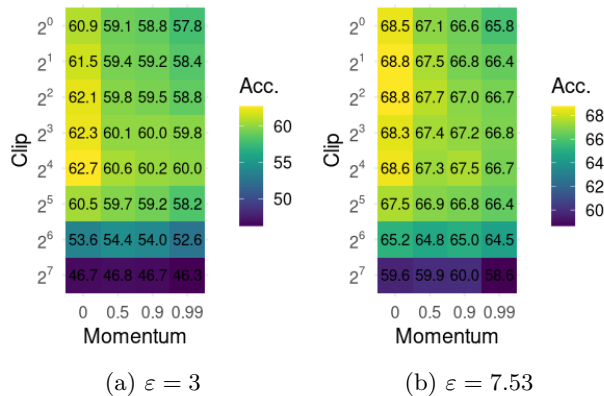 2^0 60.9 59.1 58.8 57.8
2^1 61.5 59.4 59.2 58.4
2^2 62.1 59.8 59.5 58.8
2^3 62.3 60.1 60.0 59.8
2^4 62.7 60.6 60.2 60.0
2^5 60.5 59.7 59.2 58.2
2^6 53.6 54.4 54.0 52.6
2^7 46.7 46.8 46.7 46.3
0 0.5 0.9 0.99
Clip
Momentum
Acc.
60
55
50
(a) ε = 3
2^0 68.5 67.1 66.6 65.8
2^1 68.8 67.5 66.8 66.4
2^2 68.8 67.7 67.0 66.7
2^3 68.3 67.4 67.2 66.8
2^4 68.6 67.3 67.5 66.7
2^5 67.5 66.9 66.8 66.4
2^6 65.2 64.8 65.0 64.5
2^7 59.6 59.9 60.0 58.6
0 0.5 0.9 0.99
Clip
Momentum
Acc.
68
66
64
62
60
(b) ε = 7.53